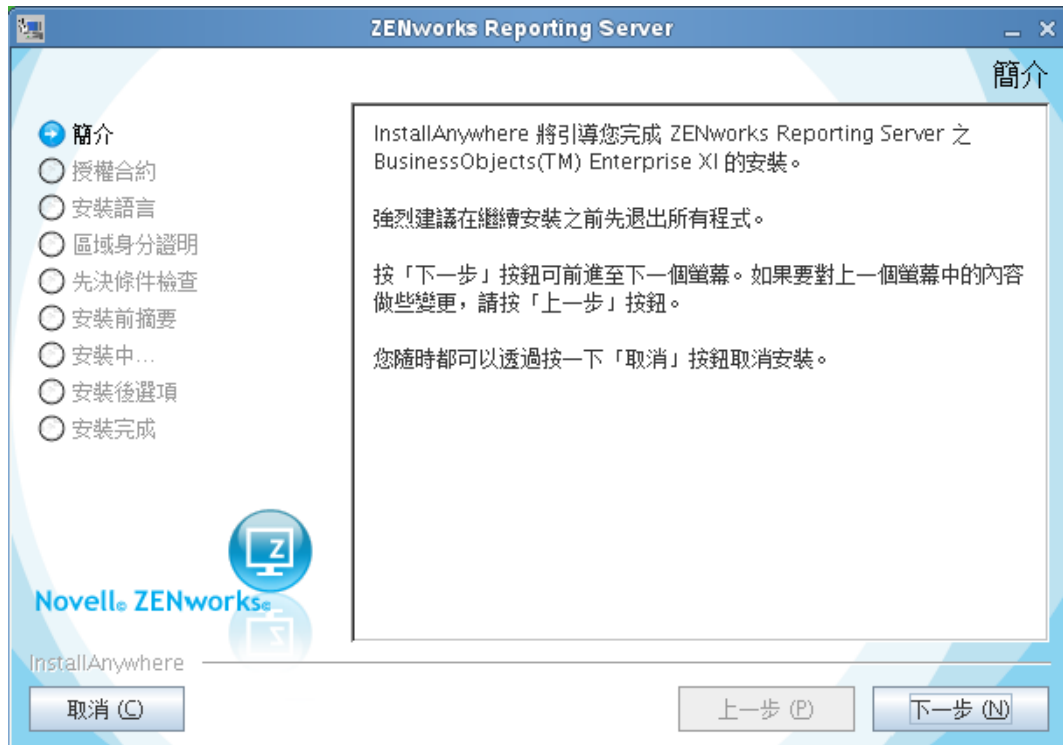 ZENworks Reporting Server
簡介
簡介
授權合約
安裝語言
區域身分證明
先決條件檢查
安裝前摘要
安裝中...
安裝後選項
安裝完成
InstallAnywhere 將引導您完成 ZENworks Reporting Server 之
BusinessObjects(TM) Enterprise XI 的安裝。
強烈建議在繼續安裝之前先退出所有程式。
按「下一步」按鈕可前進至下一個螢幕。如果要對上一個螢幕中的內容
做些變更，請按「上一步」按鈕。
您隨時都可以透過按一下「取消」按鈕取消安裝。
Z
Novell® ZENworks®
InstallAnywhere
取消 (C)
上一步 (P)
下一步 (N)